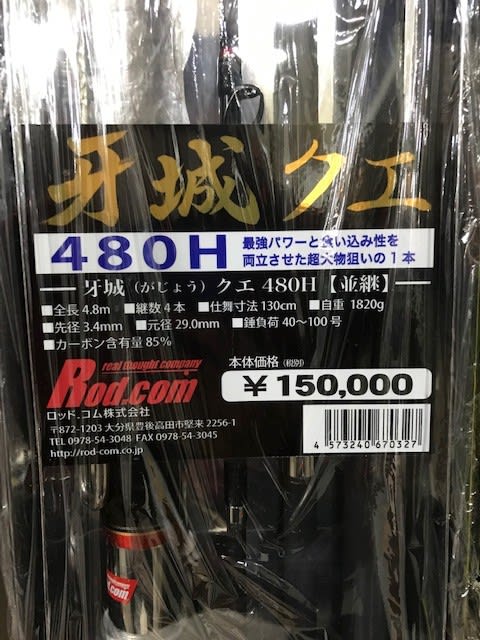 牙城 クエ
480H
最強パワーと食い込み性を
両立させた超大物狙いの1本
牙城（がじょう）クエ 480H【並継】
■全長 4.8m ■継数 4 本 ■仕舞寸法 130cm ■自重 1820g
■先径 3.4mm ■元径 29.0mm ■錘負荷 40〜100 号
■カーボン含有量 85%
real thought company
Rod.com
ロッド.コム株式会社
〒872-1203 大分県豊後高田市堅来 2256-1
TEL 0978-54-3048 FAX 0978-54-3045
http://rod-com.co.jp
本体価格（税別）
￥150,000
4 573240 670327
Rod.com